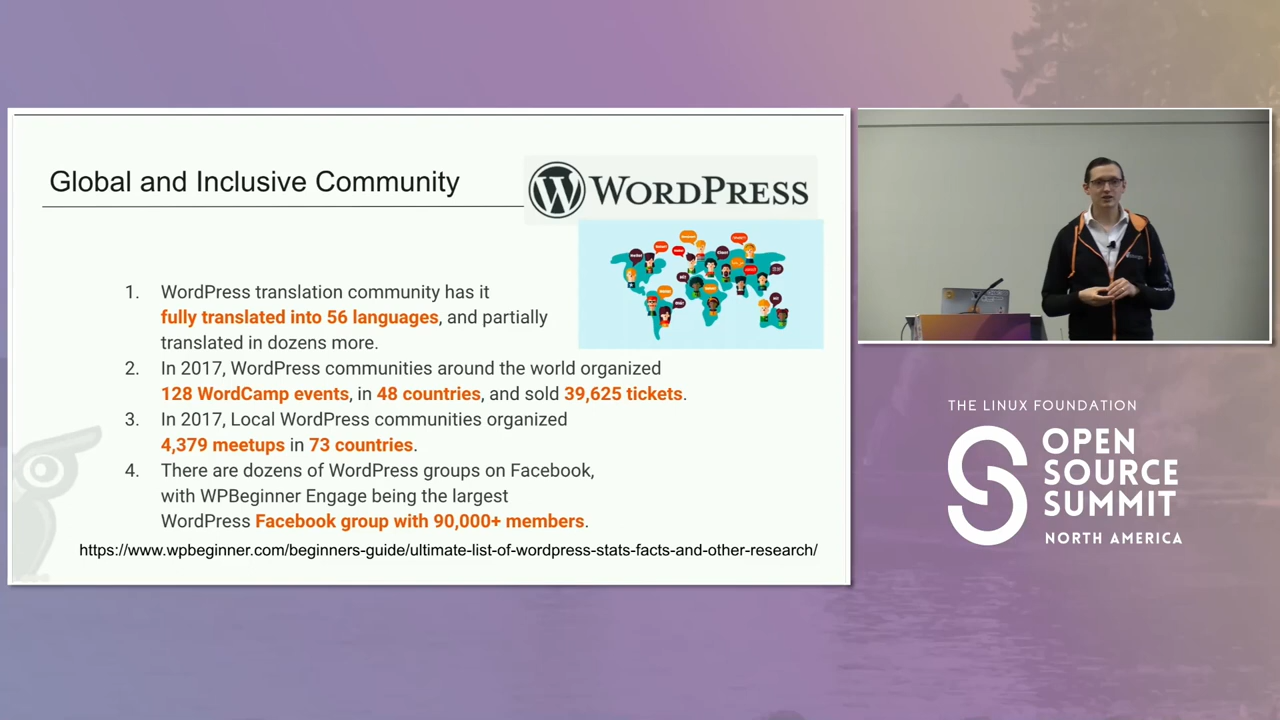 Global and Inclusive Community
WORDPRESS
1. WordPress translation community has it
fully translated into 56 languages, and partially
translated in dozens more.
2. In 2017, WordPress communities around the world organized
128 WordCamp events, in 48 countries, and sold 39,625 tickets.
3. In 2017, Local WordPress communities organized
4,379 meetups in 73 countries.
4. There are dozens of WordPress groups on Facebook,
with WPBeginner Engage being the largest
WordPress Facebook group with 90,000+ members.
https://www.wpbeginner.com/beginners-guide/ultimate-list-of-wordpress-stats-facts-and-other-research/
THE LINUX FOUNDATION
OPEN
SOURCE
SUMMIT
NORTH AMERICA